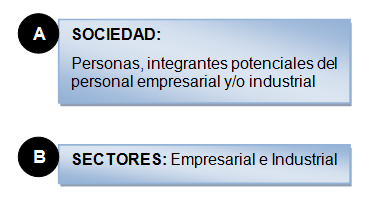 A
SOCIEDAD:
Personas, integrantes potenciales del
personal empresarial y/o industrial
B
SECTORES: Empresarial e Industrial